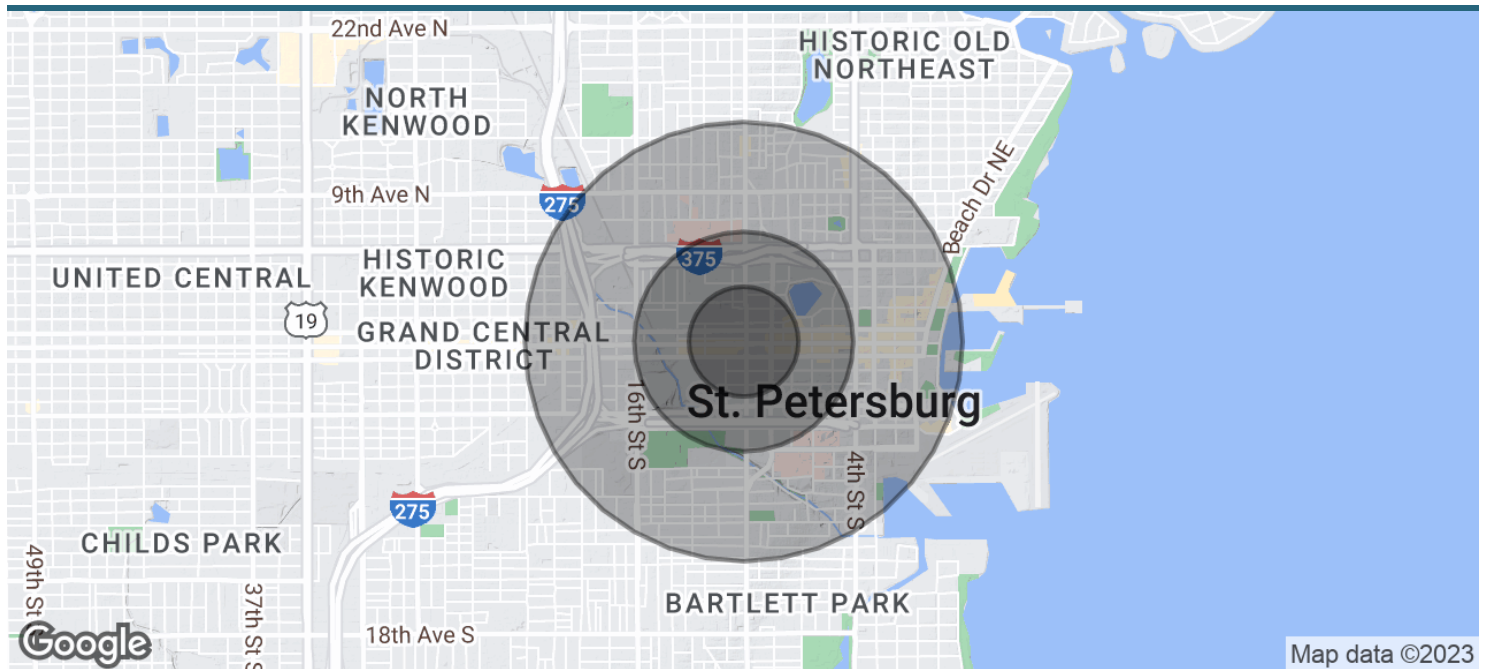 22nd Ave N
HISTORIC OLD
NORTHEAST
NORTH
KENWOOD
9th Ave N
275
Beach Dr NE
375
UNITED CENTRAL
HISTORIC
KENWOOD
19
GRAND CENTRAL
DISTRICT
16th St S
St. Petersburg
4th St S
275
CHILDS PARK
49th St S
37th St S
BARTLETT PARK
18th Ave S
Google
Map data ©2023